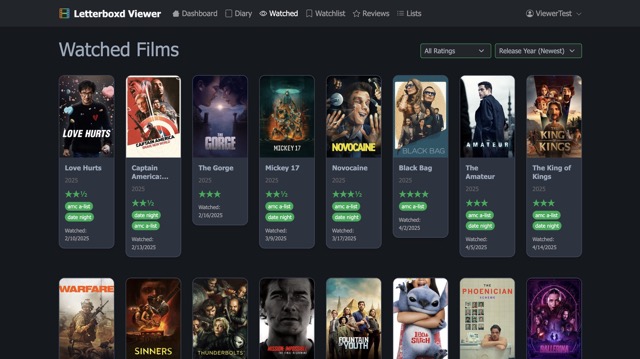 Letterboxd Viewer
Dashboard
Diary
Watched
Watchlist
Reviews
Lists
ViewerTest
Watched Films
All Ratings
Release Year (Newest)
LOVE HURTS
CAPTAIN AMERICA
THE GORGE
MICKEY 17
NOVOCAINE
BLACK BAG
AMATEUR
THE KING OF KINGS
Love Hurts
2025
★★½
amc a-list
date night
Watched:
2/10/2025
Captain
America:...
2025
★★½
date night
amc a-list
Watched:
2/13/2025
The Gorge
2025
★★★
Watched:
2/16/2025
Mickey 17
2025
★★★½
amc a-list
date night
Watched:
3/9/2025
Novocaine
2025
★★★½
amc a-list
date night
Watched:
3/17/2025
Black Bag
2025
★★★★
amc a-list
Watched:
4/2/2025
The
Amateur
2025
★★★
amc a-list
date night
Watched:
4/5/2025
The King of
Kings
2025
★★★
amc a-list
date night
Watched:
4/14/2025
WARFARE
SINNERS
THUNDERBOLTS*
FOUNTAIN
OF YOUTH
THE
PHOENICIAN
SCHEME
BALLERINA